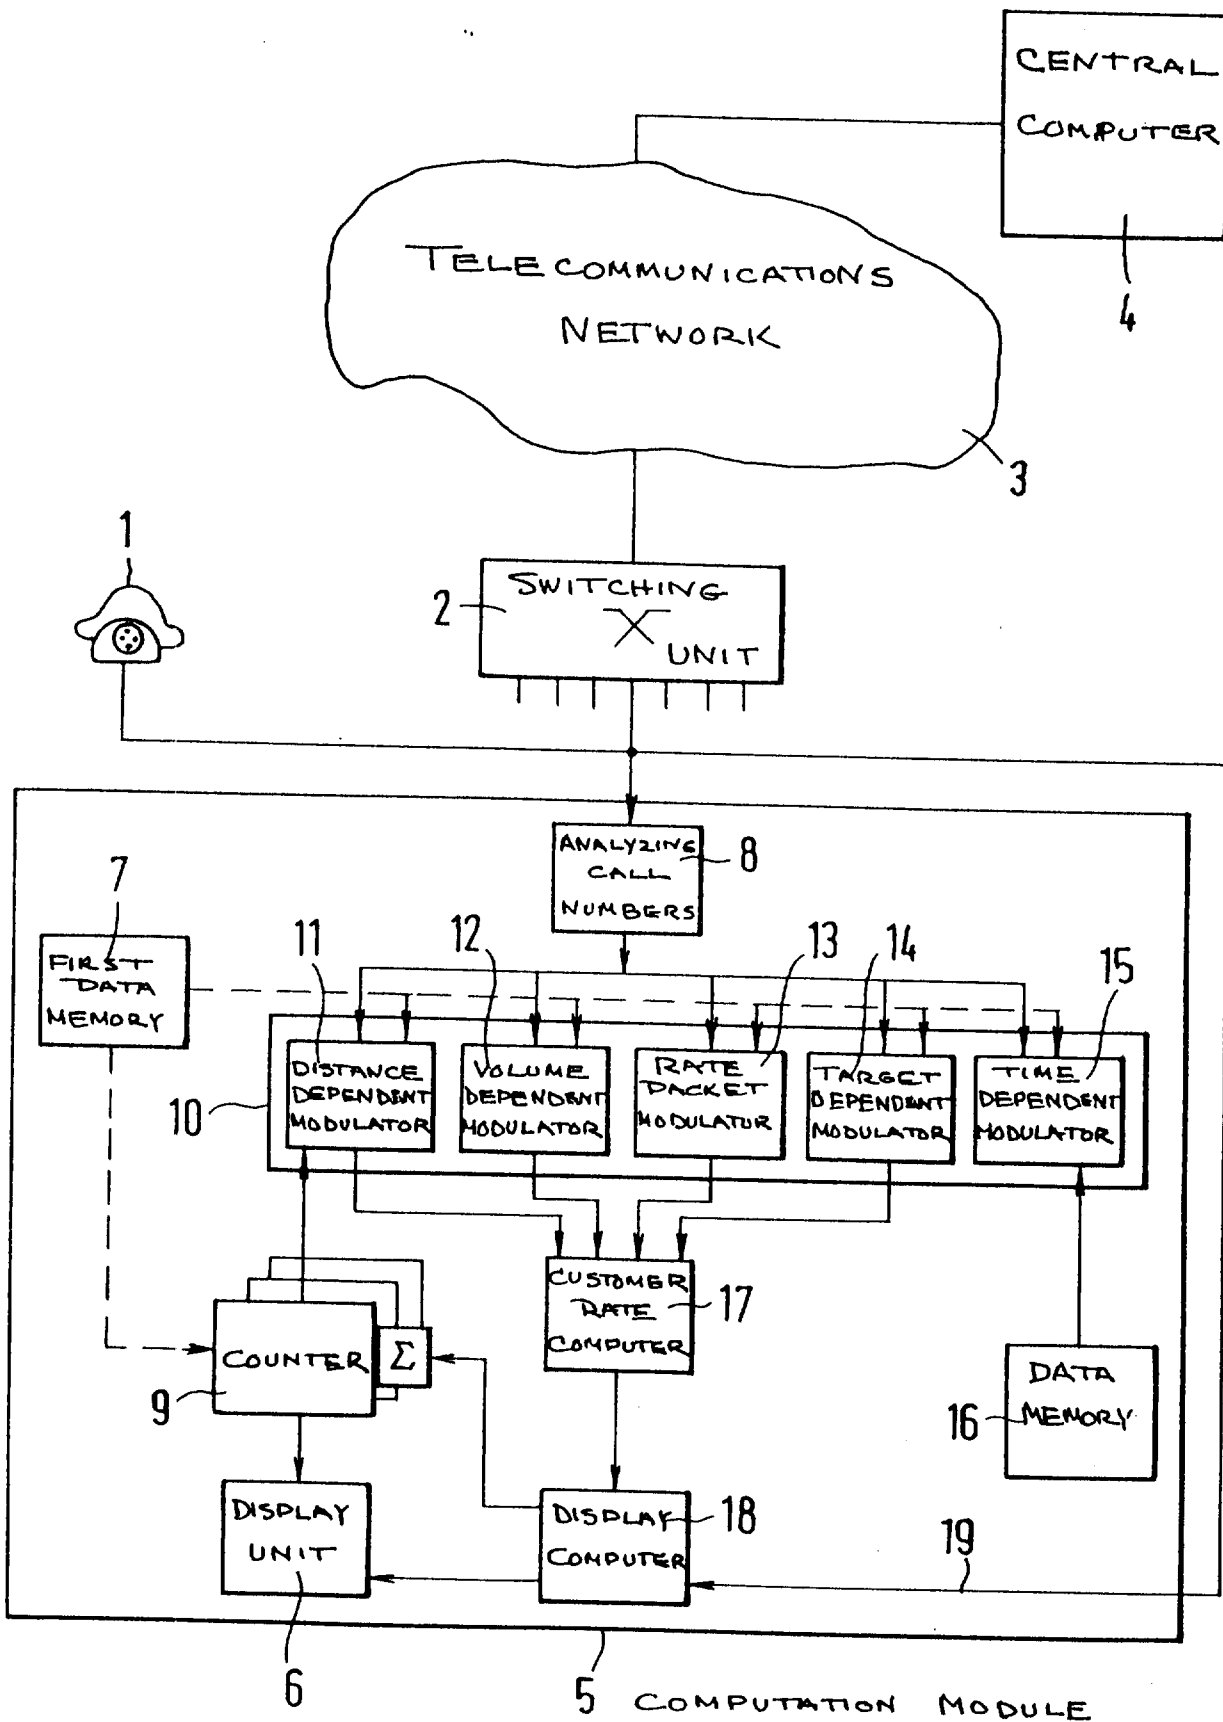 CENTRAL
COMPUTER
4
TELECOMMUNICATIONS
NETWORK
3
1
2
SWITCHING
UNIT
ANALYZING
CALL
NUMBERS
8
7
FIRST
DATA
MEMORY
11
12
13
14
15
10
DISTANCE
DEPENDENT
MODULATOR
VOLUME
DEPENDENT
MODULATOR
RATE
PACKET
MODULATOR
TARGET
DEPENDENT
MODULATOR
TIME
DEPENDENT
MODULATOR
CUSTOMER
RATE
COMPUTER
17
COUNTER
Σ
9
DATA
MEMORY
16
DISPLAY
UNIT
6
DISPLAY
COMPUTER
18
19
5 COMPUTATION MODULE